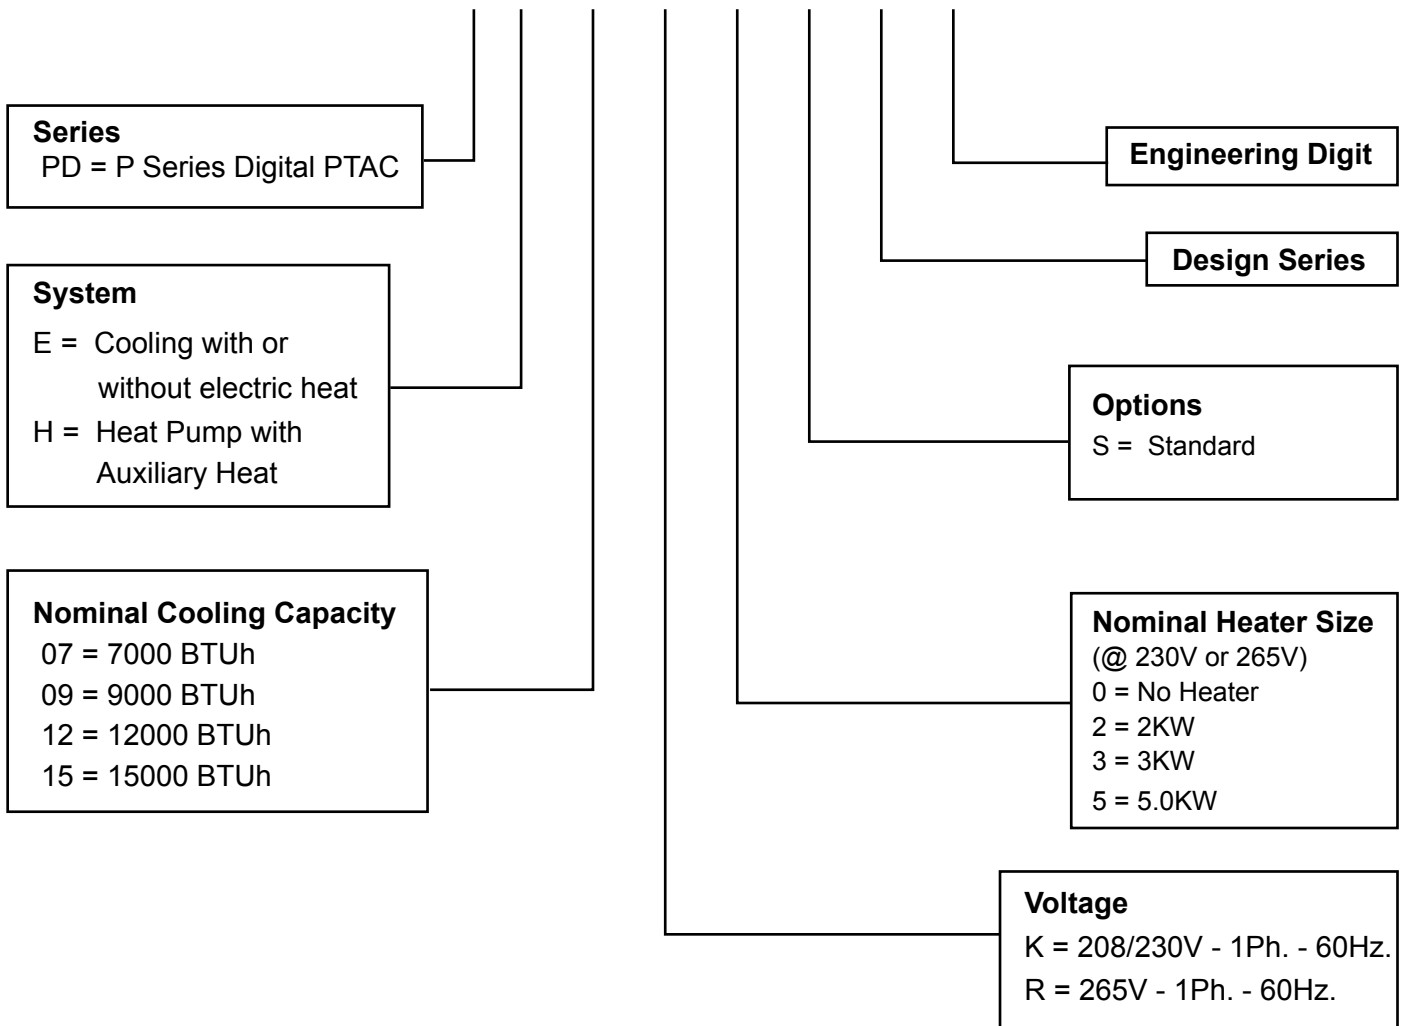 Series
PD = P Series Digital PTAC
System
E = Cooling with or
without electric heat
H = Heat Pump with
Auxiliary Heat
Nominal Cooling Capacity
07 = 7000 BTUh
09 = 9000 BTUh
12 = 12000 BTUh
15 = 15000 BTUh
Engineering Digit
Design Series
Options
S = Standard
Nominal Heater Size
(@ 230V or 265V)
0 = No Heater
2 = 2KW
3 = 3KW
5 = 5.0KW
Voltage
K = 208/230V - 1Ph. - 60Hz.
R = 265V - 1Ph. - 60Hz.